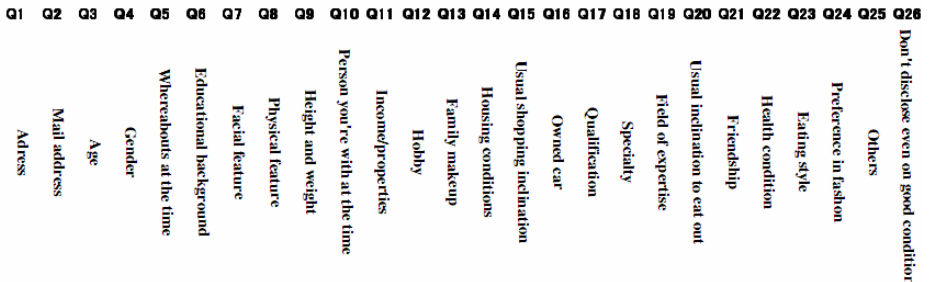 Q1 Q2 Q3 Q4 Q5 Q6 Q7 Q8 Q9 Q10 Q11 Q12 Q13 Q14 Q15 Q16 Q17 Q18 Q19 Q20 Q21 Q22 Q23 Q24 Q25 Q26
Adress
Mail address
Age
Gender
Whereabouts at the time
Educational background
Facial feature
Physical feature
Height and weight
Person you're with at the time
Income/properties
Hobby
Family makeup
Housing conditions
Usual shopping inclination
Owned car
Qualification
Specialty
Field of expertise
Usual inclination to eat out
Friendship
Health condition
Eating style
Preference in fashon
Others
Don't disclose even on good condition